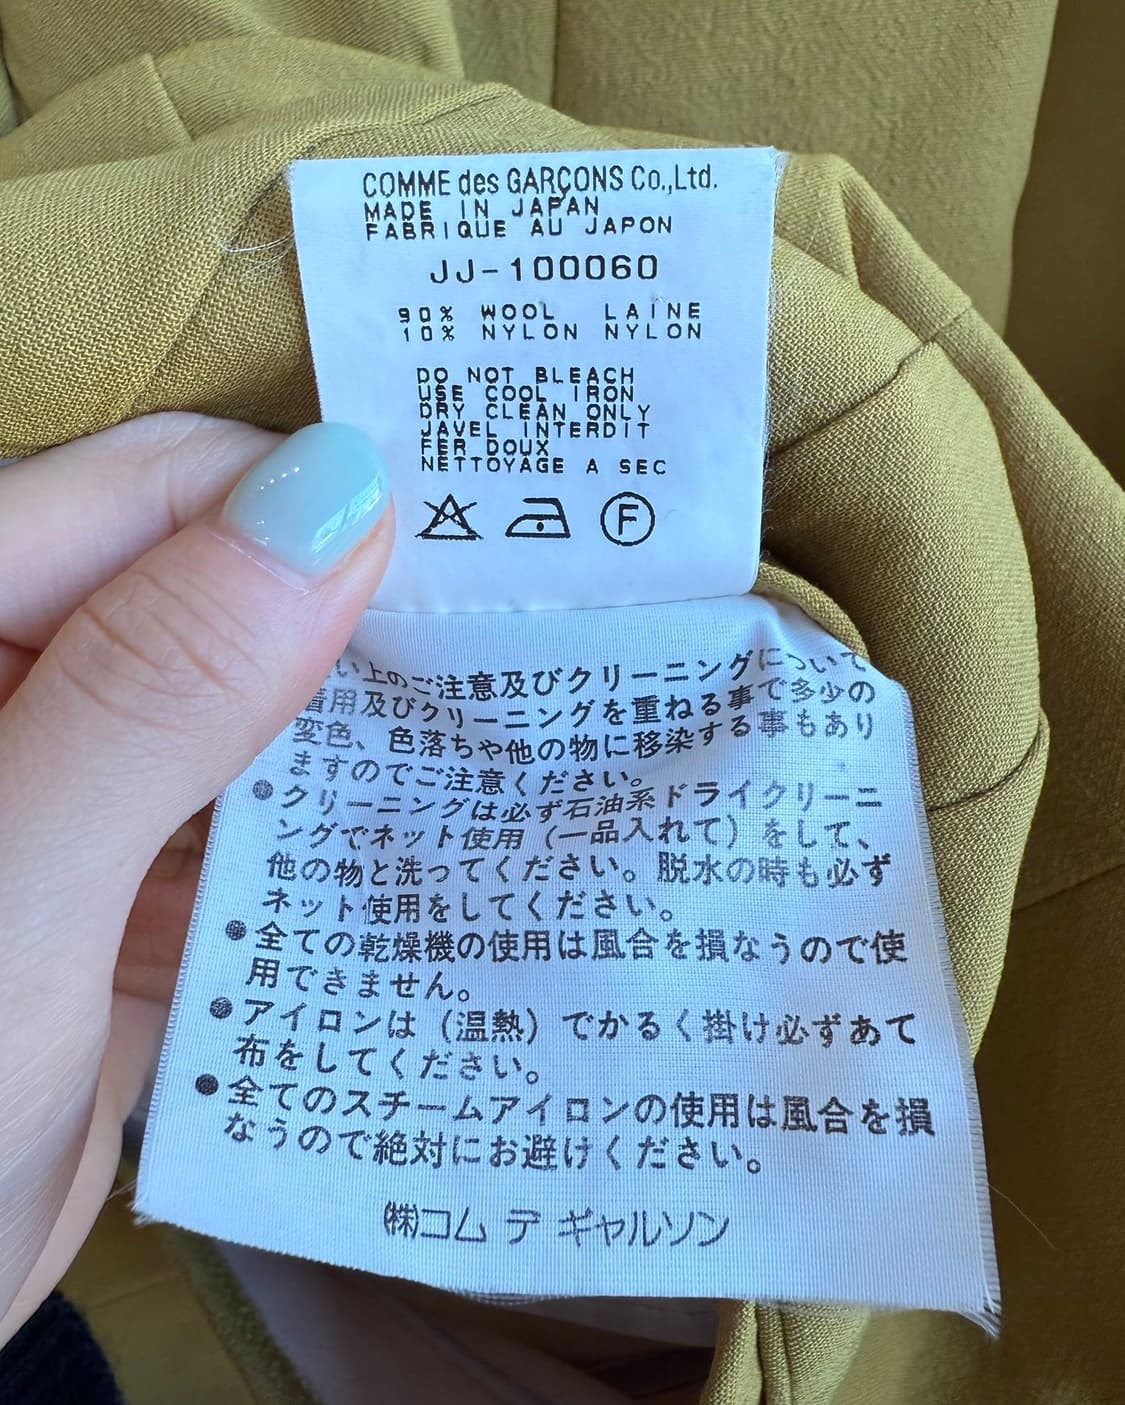 COMME des GARÇONS Co.,Ltd.
MADE IN JAPAN
FABRIQUE AU JAPON
JJ-100060
90% WOOL LAINE
10% NYLON NYLON
DO NOT BLEACH
USE COOL IRON
DRY CLEAN ONLY
JAVEL INTERDIT
FER DOUX
NETTOYAGE A SEC
F
い上のご注意及びクリーニングについて
着用及びクリーニングを重ねる事で多少の
変色、色落ちや他の物に移染する事もあり
ますのでご注意ください。
●クリーニングは必ず石油系ドライクリーニ
ングでネット使用（一品入れて）をして、
他の物と洗ってください。脱水の時も必ず
ネット使用をしてください。
●全ての乾燥機の使用は風合を損なうので使
用できません。
●アイロンは（温熱）でかるく掛け必ずあて
布をしてください。
●全てのスチームアイロンの使用は風合を損
なうので絶対にお避けください。
㈱コム デ ギャルソン